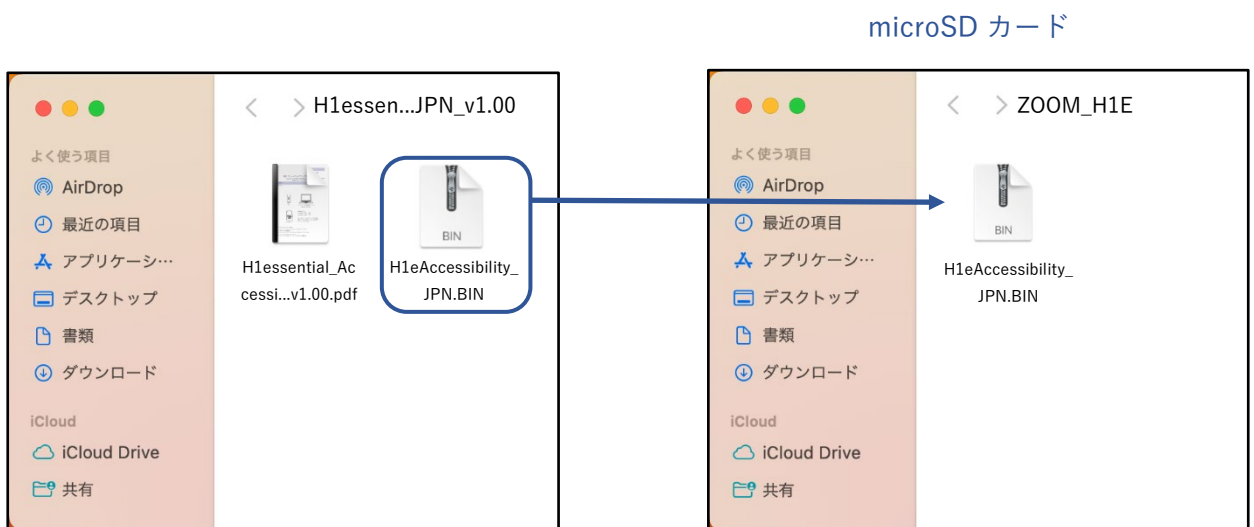 microSD カード
H1essen...JPN_v1.00
よく使う項目
AirDrop
最近の項目
アプリケーシ…
デスクトップ
書類
ダウンロード
iCloud
iCloud Drive
共有
BIN
H1essential_Ac
cessi...v1.00.pdf
H1eAccessibility_
JPN.BIN
ZOOM_H1E
よく使う項目
AirDrop
最近の項目
アプリケーシ…
デスクトップ
書類
ダウンロード
iCloud
iCloud Drive
共有
BIN
H1eAccessibility_
JPN.BIN